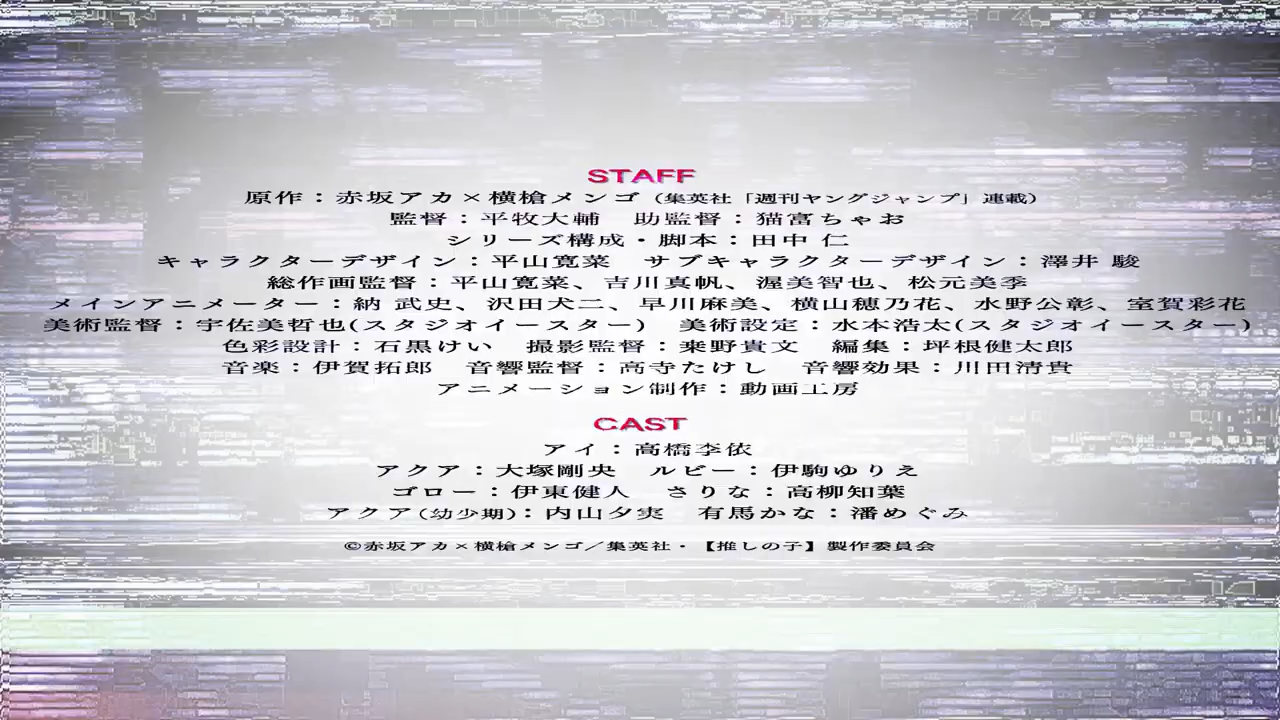 STAFF
原作：赤坂アカ×横槍メンゴ（集英社「週刊ヤングジャンプ」連載）
監督：平牧大輔　助監督：猫富ちゃお
シリーズ構成・脚本：田中 仁
キャラクターデザイン：平山寛菜　サブキャラクターデザイン：澤井 駿
総作画監督：平山寛菜、吉川真帆、渥美智也、松元美季
メインアニメーター：納 武史、沢田犬二、早川麻美、横山穂乃花、水野公彰、室賀彩花
美術監督：宇佐美哲也(スタジオイースター)　美術設定：水本浩太(スタジオイースター)
色彩設計：石黒けい　撮影監督：桒野貴文　編集：坪根健太郎
音楽：伊賀拓郎　音響監督：高寺たけし　音響効果：川田清貴
アニメーション制作：動画工房
CAST
アイ：高橋李依
アクア：大塚剛央　ルビー：伊駒ゆりえ
ゴロー：伊東健人　さりな：高柳知葉
アクア(幼少期)：内山夕実　有馬かな：潘めぐみ
©赤坂アカ×横槍メンゴ／集英社・【推しの子】製作委員会